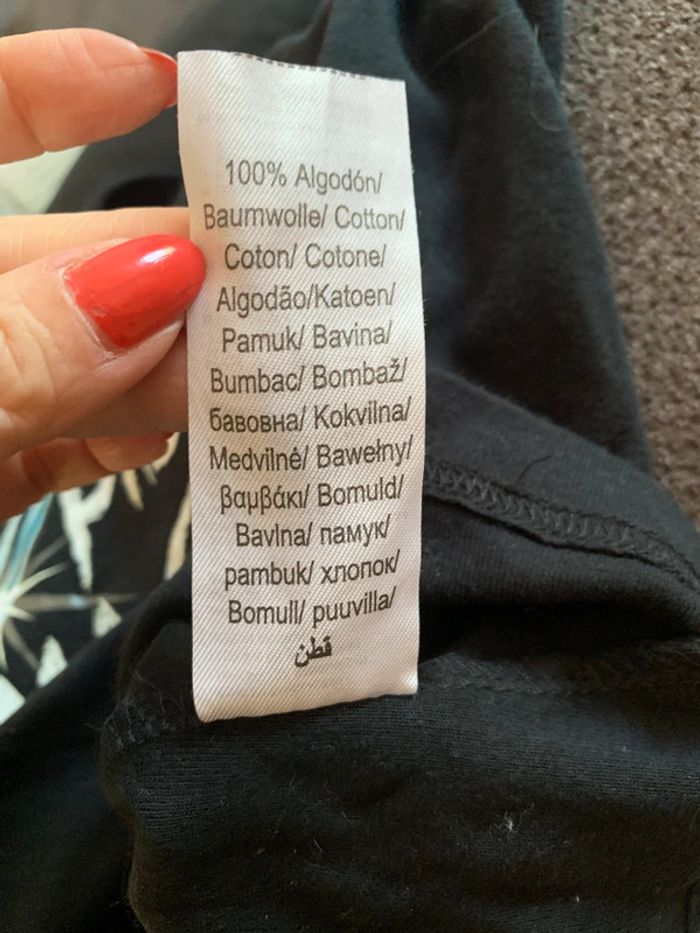 100% Algodón/
Baumwolle/ Cotton/
Coton/ Cotone/
Algodão/Katoen/
Pamuk/ Bavina/
Bumbac/ Bombaž/
бавовна/ Kokvilna/
Medvilnė/ Bawełny/
βαμβάκι/ Bomuld/
Bavlna/ памук/
pambuk/ хлопок/
Bomull/ puuvilla/
قطن